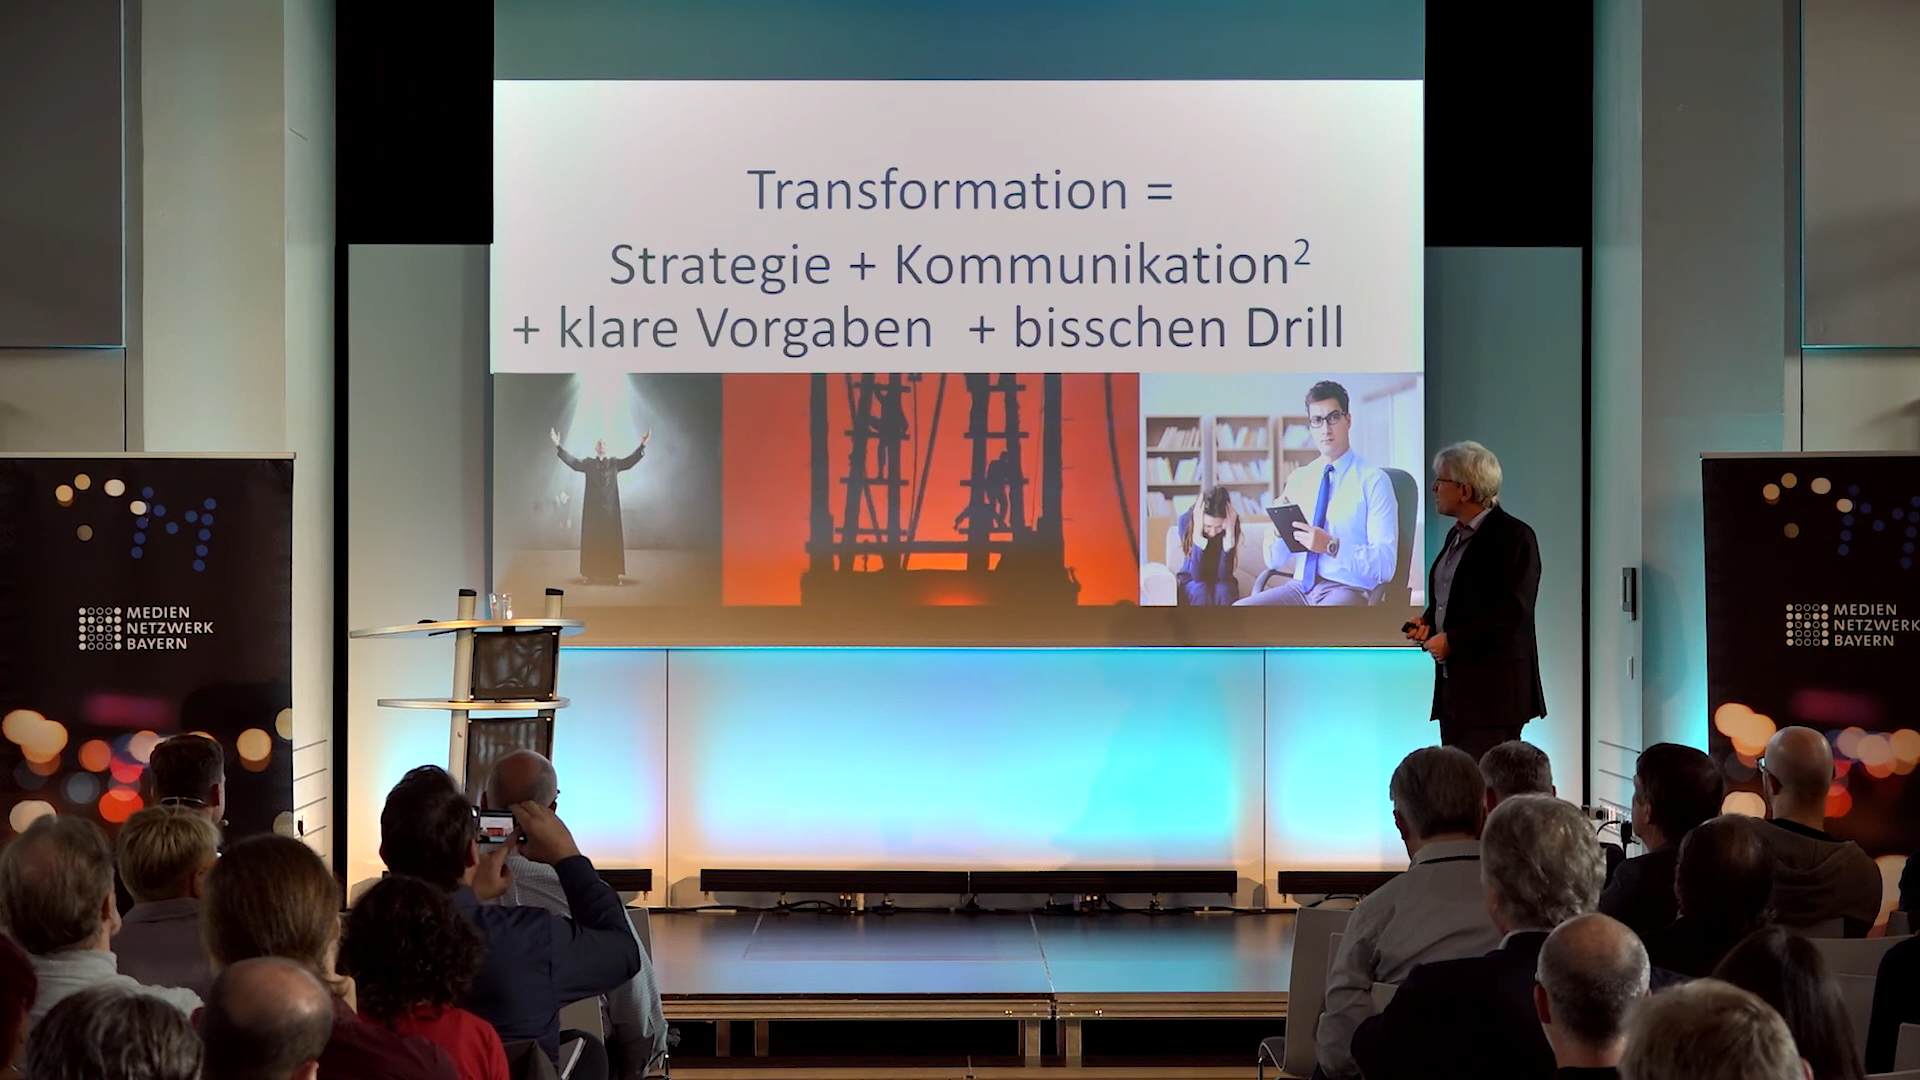 Transformation =
Strategie + Kommunikation²
+ klare Vorgaben + bisschen Drill
MEDIEN
NETZWERK
BAYERN
MEDIEN
NETZWERK
BAYERN